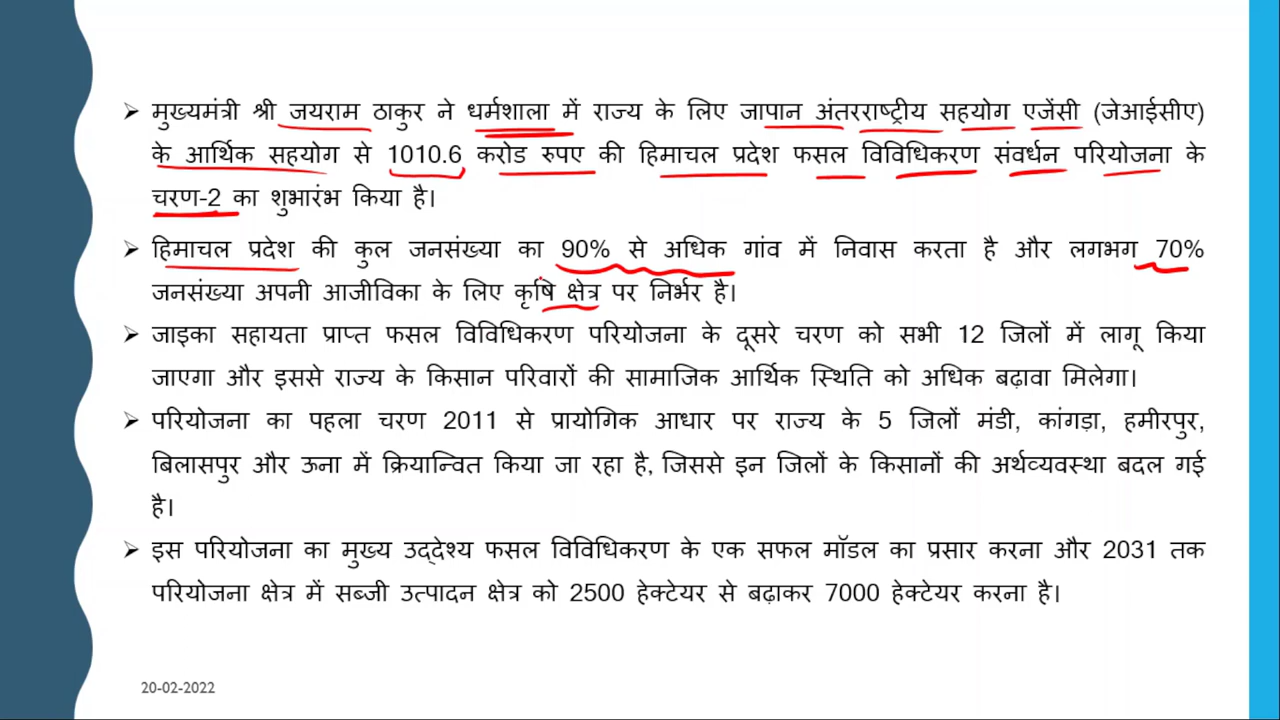 ➢ मुख्यमंत्री श्री जयराम ठाकुर ने धर्मशाला में राज्य के लिए जापान अंतरराष्ट्रीय सहयोग एजेंसी (जेआईसीए)
के आर्थिक सहयोग से 1010.6 करोड रुपए की हिमाचल प्रदेश फसल विविधिकरण संवर्धन परियोजना के
चरण-2 का शुभारंभ किया है।
➢ हिमाचल प्रदेश की कुल जनसंख्या का 90% से अधिक गांव में निवास करता है और लगभग 70%
जनसंख्या अपनी आजीविका के लिए कृषि क्षेत्र पर निर्भर है।
➢ जाइका सहायता प्राप्त फसल विविधिकरण परियोजना के दूसरे चरण को सभी 12 जिलों में लागू किया
जाएगा और इससे राज्य के किसान परिवारों की सामाजिक आर्थिक स्थिति को अधिक बढ़ावा मिलेगा।
➢ परियोजना का पहला चरण 2011 से प्रायोगिक आधार पर राज्य के 5 जिलों मंडी, कांगड़ा, हमीरपुर,
बिलासपुर और ऊना में क्रियान्वित किया जा रहा है, जिससे इन जिलों के किसानों की अर्थव्यवस्था बदल गई
है।
➢ इस परियोजना का मुख्य उद्देश्य फसल विविधिकरण के एक सफल मॉडल का प्रसार करना और 2031 तक
परियोजना क्षेत्र में सब्जी उत्पादन क्षेत्र को 2500 हेक्टेयर से बढ़ाकर 7000 हेक्टेयर करना है।
20-02-2022